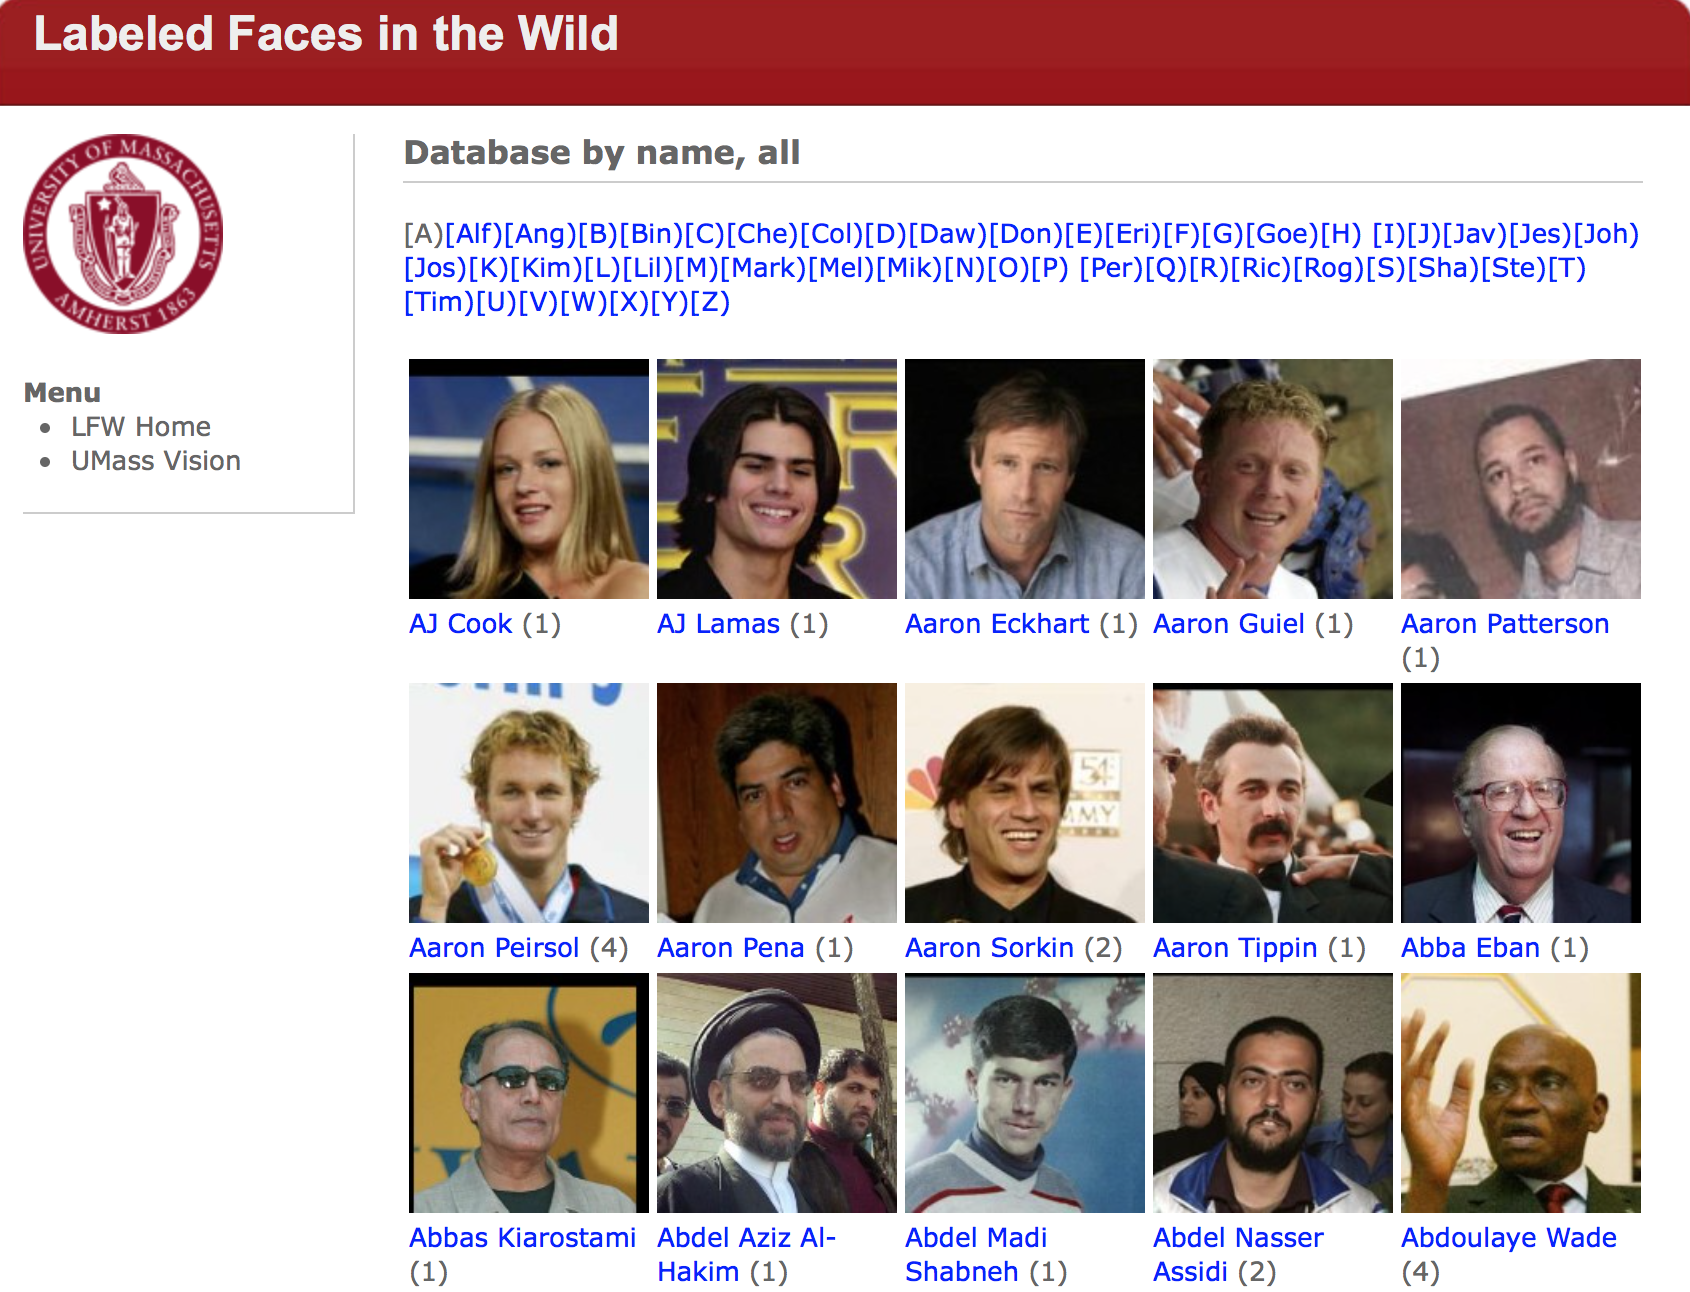 Labeled Faces in the Wild
UNIVERSITY OF MASSACHUSETTS
AMHERST 1863
Menu
LFW Home
UMass Vision
Database by name, all
[A)[Alf)[Ang)[B)[Bin)[C)[Che)[Col)[D)[Daw)[Don)[E)[Eri)[F)[G)[Goe)[H) [I)[J)[Jav)[Jes)[Joh)
[Jos)[K)[Kim)[L)[Lil)[M)[Mark)[Mel)[Mik)[N)[O)[P) [Per)[Q)[R)[Ric)[Rog)[S)[Sha)[Ste)[T)
[Tim)[U)[V)[W)[X)[Y)[Z)
AJ Cook (1)
AJ Lamas (1)
Aaron Eckhart (1)
Aaron Guiel (1)
Aaron Patterson
(1)
54
MMY
Aaron Peirsol (4)
Aaron Pena (1)
Aaron Sorkin (2)
Aaron Tippin (1)
Abba Eban (1)
Abbas Kiarostami
(1)
Abdel Aziz Al-
Hakim (1)
Abdel Madi
Shabneh (1)
Abdel Nasser
Assidi (2)
Abdoulaye Wade
(4)